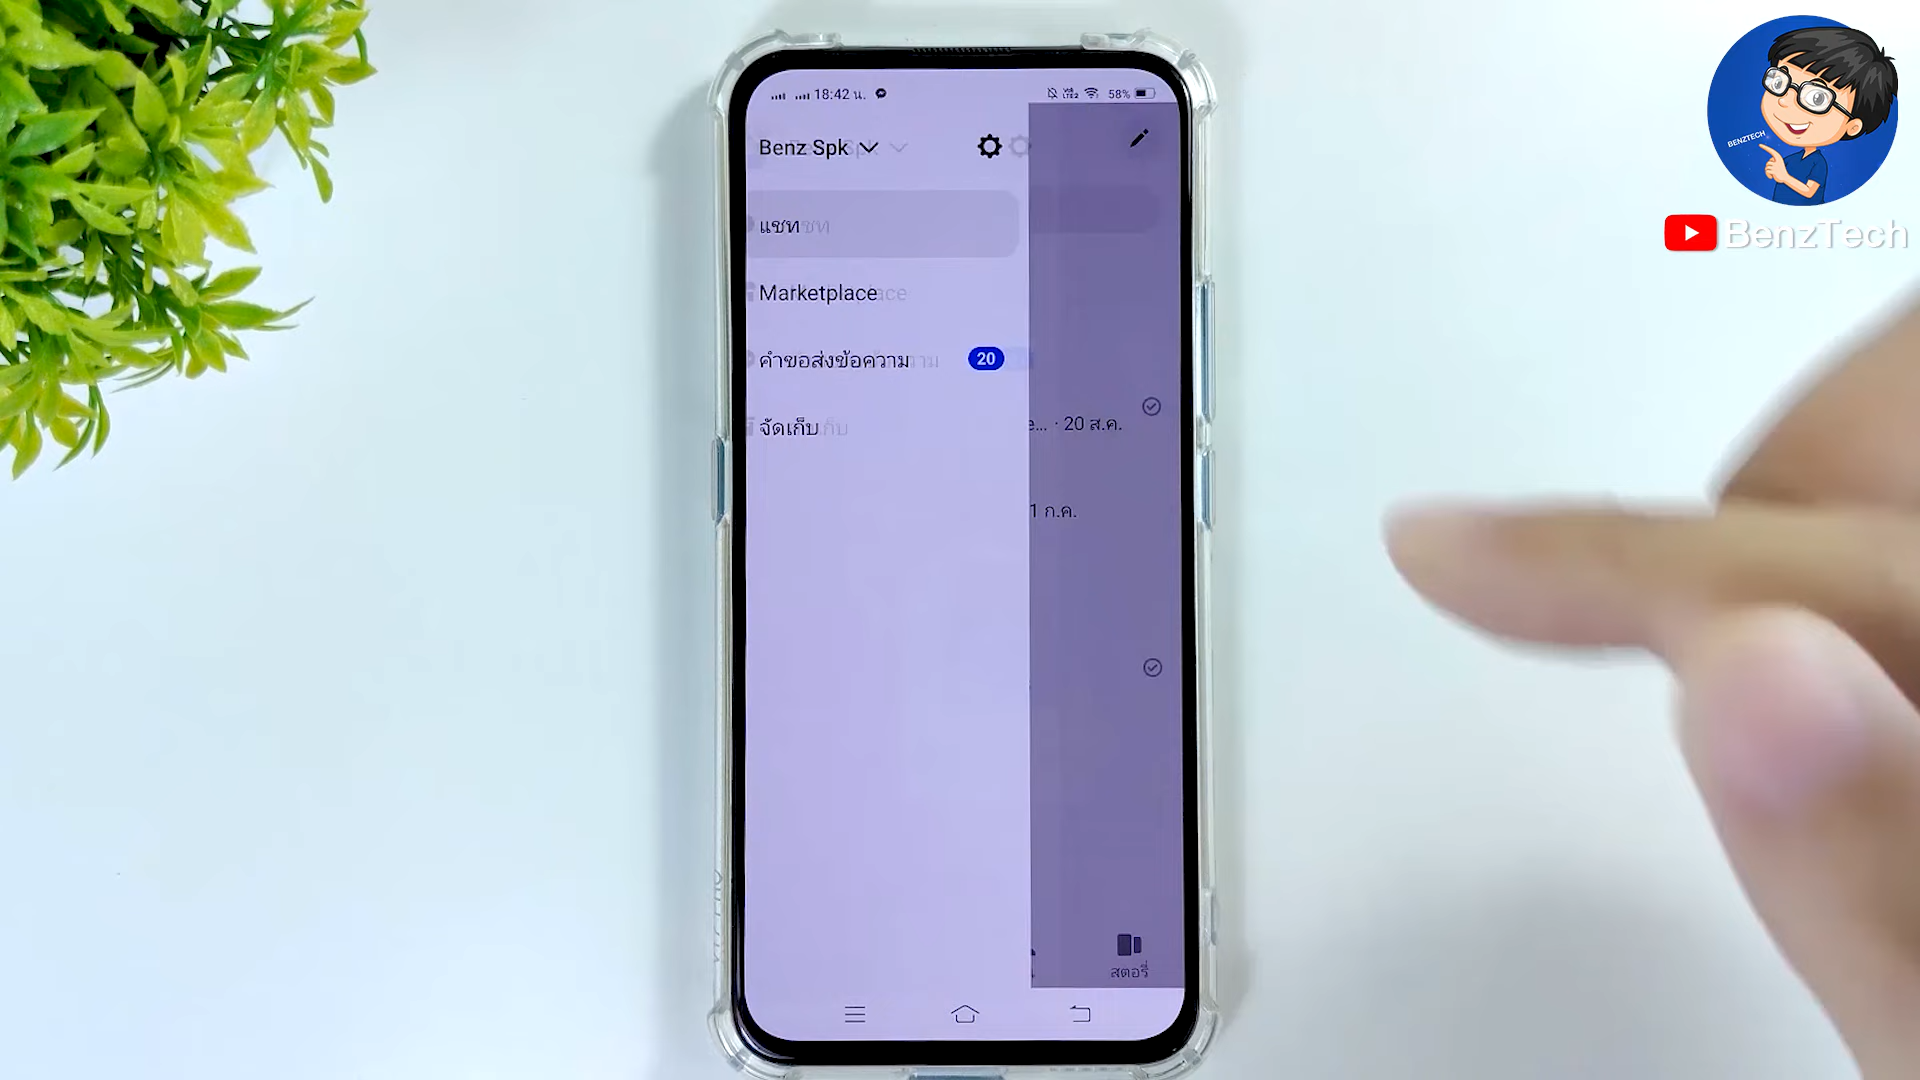 18:42 น. 58%
Benz Spk
แชท
Marketplace
คำขอส่งข้อความ 20
จัดเก็บ
e... · 20 ส.ค.
1 ก.ค.
สตอรี่
BENZTECH
BenzTech